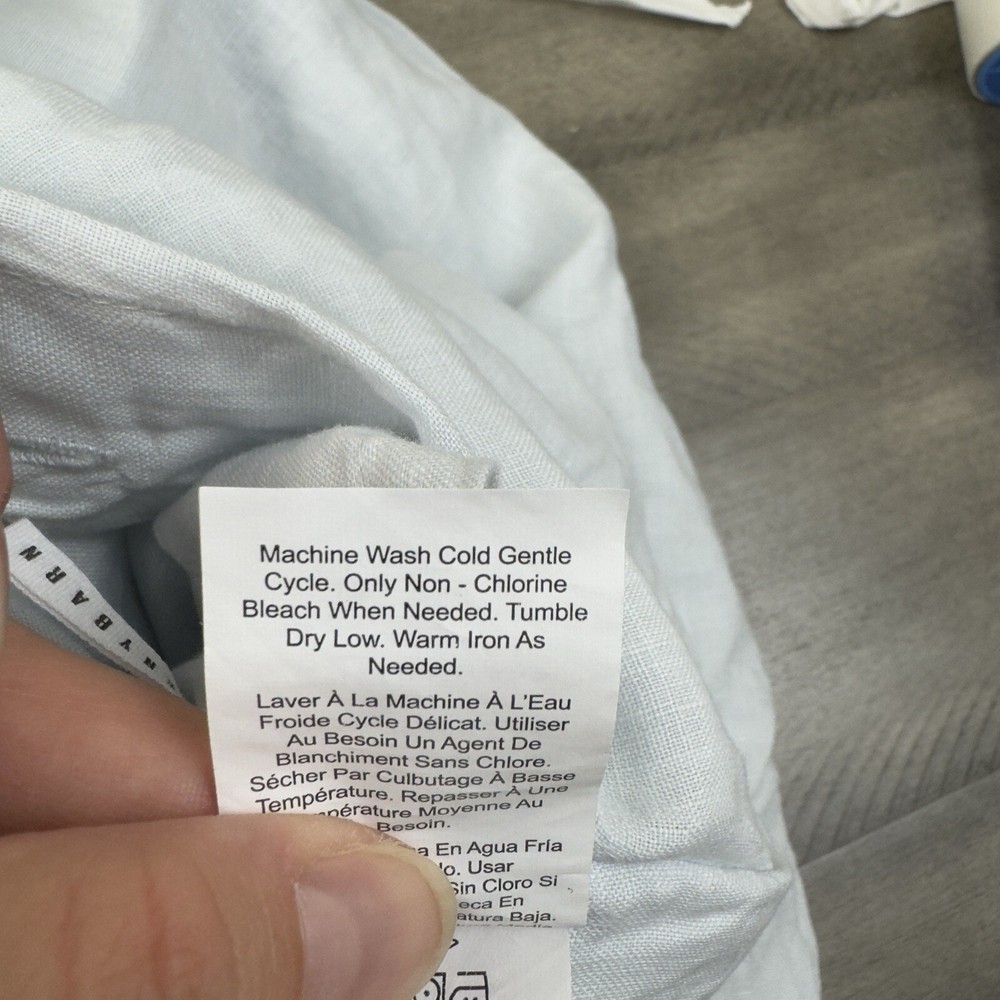 Machine Wash Cold Gentle
Cycle. Only Non - Chlorine
Bleach When Needed. Tumble
Dry Low. Warm Iron As
Needed.
Laver À La Machine À L'Eau
Froide Cycle Délicat. Utiliser
Au Besoin Un Agent De
Blanchiment Sans Chlore.
Sécher Par Culbutage À Basse
Température. Repasser À Une
Moyenne Au
Besoin.
En Agua Fría
Usar
Sin Cloro Si
En
Baja.
BARN